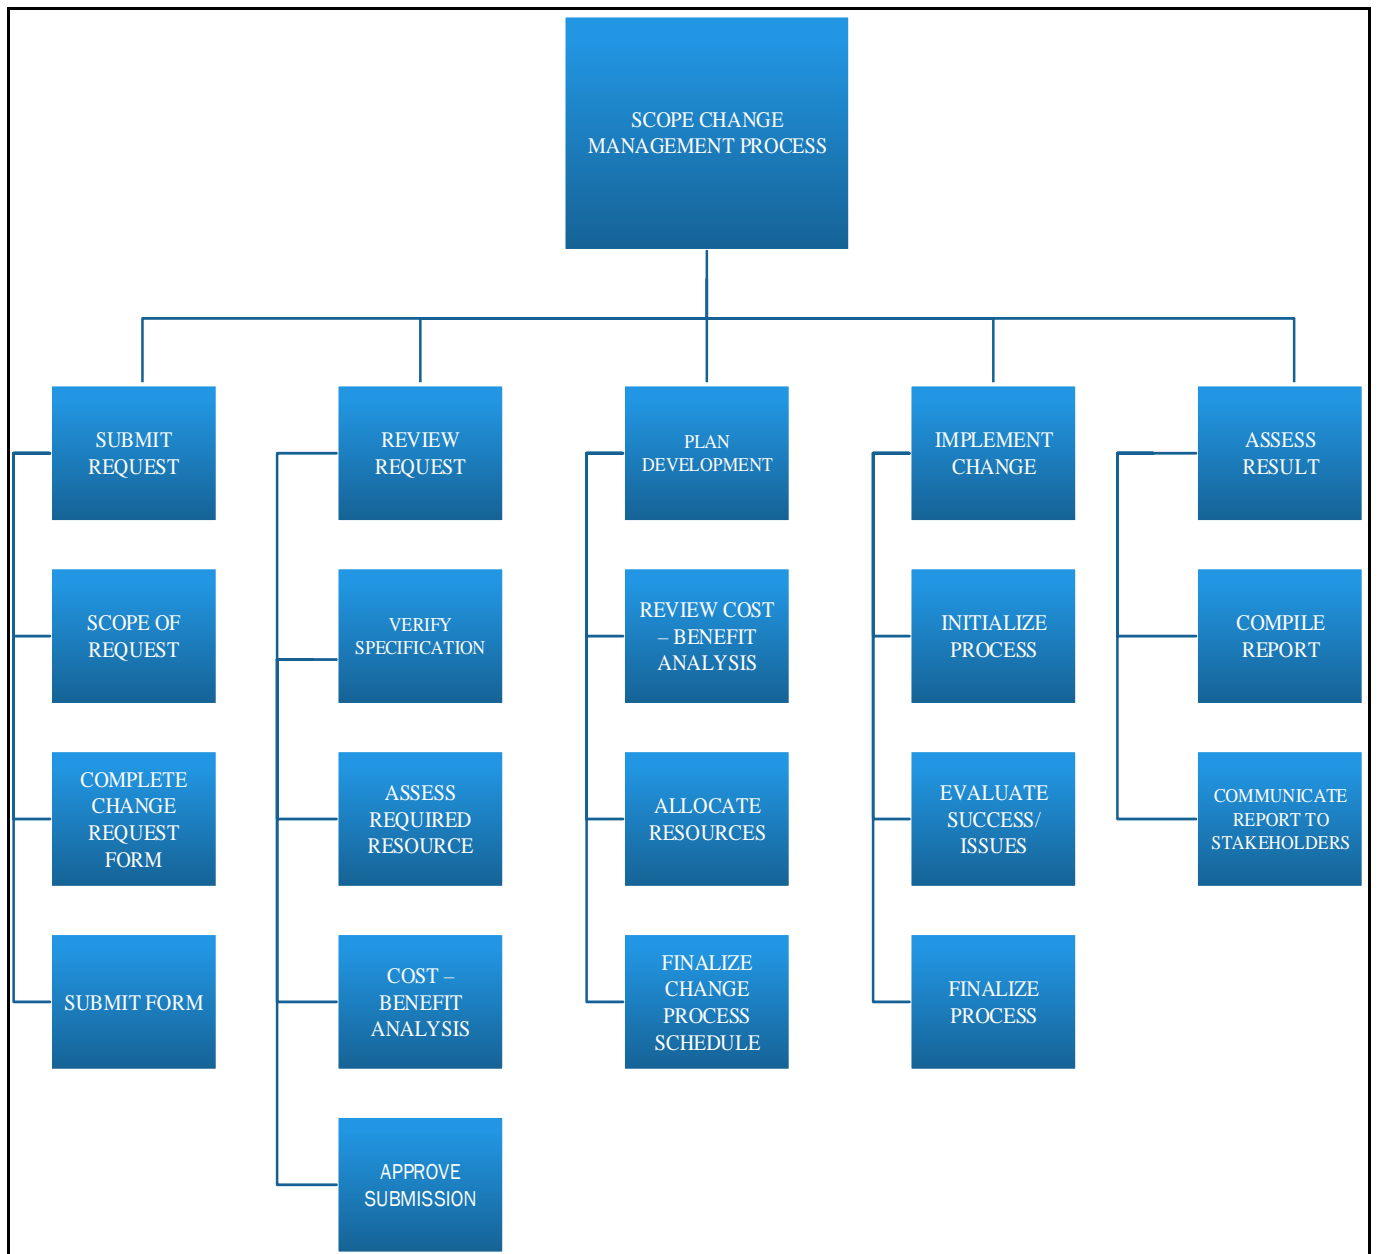 SCOPE CHANGE
MANAGEMENT PROCESS
SUBMIT
REQUEST
SCOPE OF
REQUEST
COMPLETE
CHANGE
REQUEST
FORM
SUBMIT FORM
REVIEW
REQUEST
VERIFY
SPECIFICATION
ASSESS
REQUIRED
RESOURCE
COST –
BENEFIT
ANALYSIS
APPROVE
SUBMISSION
PLAN
DEVELOPMENT
REVIEW COST
– BENEFIT
ANALYSIS
ALLOCATE
RESOURCES
FINALIZE
CHANGE
PROCESS
SCHEDULE
IMPLEMENT
CHANGE
INITIALIZE
PROCESS
EVALUATE
SUCCESS/
ISSUES
FINALIZE
PROCESS
ASSESS
RESULT
COMPILE
REPORT
COMMUNICATE
REPORT TO
STAKEHOLDERS